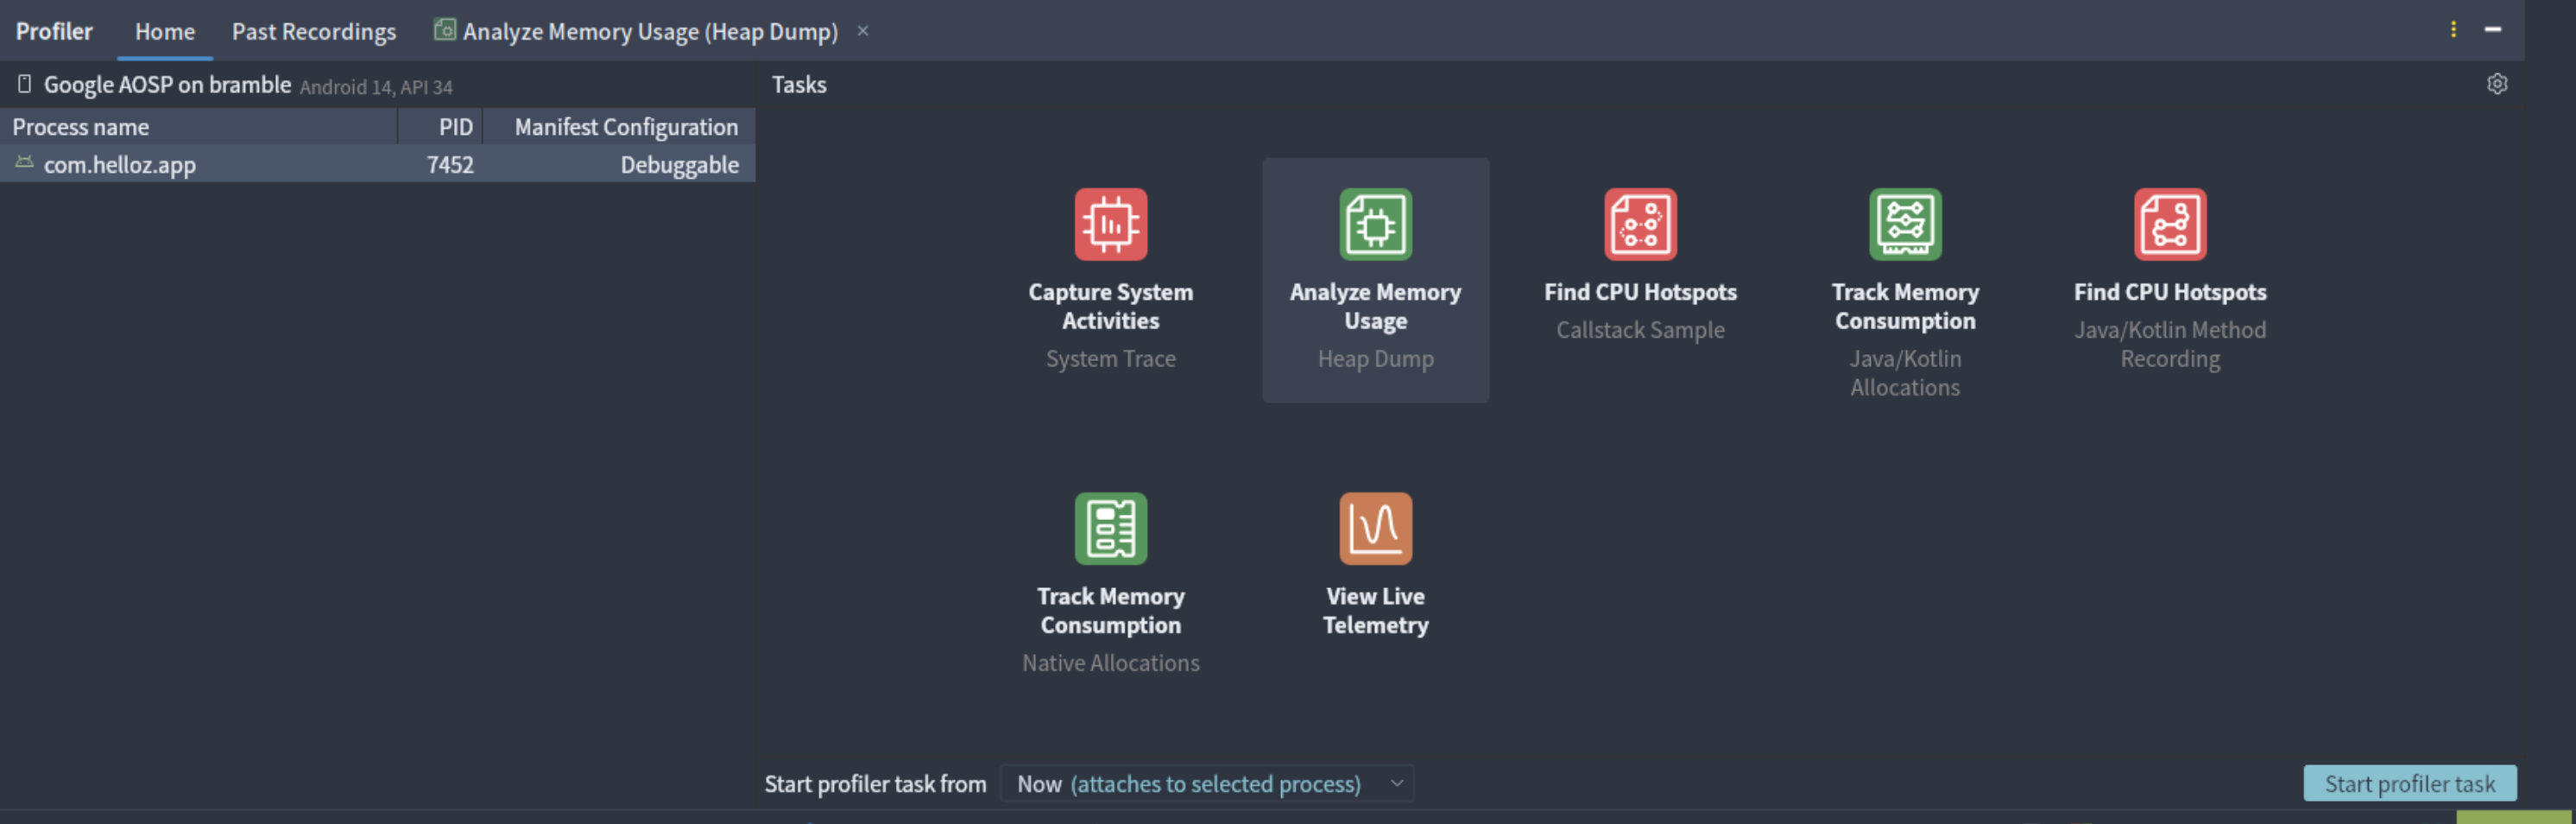 Profiler Home Past Recordings Analyze Memory Usage (Heap Dump)
Google AOSP on bramble Android 14, API 34
Process name PID Manifest Configuration
com.helloz.app 7452 Debuggable
Tasks
Capture System
Activities
System Trace
Analyze Memory
Usage
Heap Dump
Find CPU Hotspots
Callstack Sample
Track Memory
Consumption
Java/Kotlin
Allocations
Find CPU Hotspots
Java/Kotlin Method
Recording
Track Memory
Consumption
Native Allocations
View Live
Telemetry
Start profiler task from Now (attaches to selected process) Start profiler task